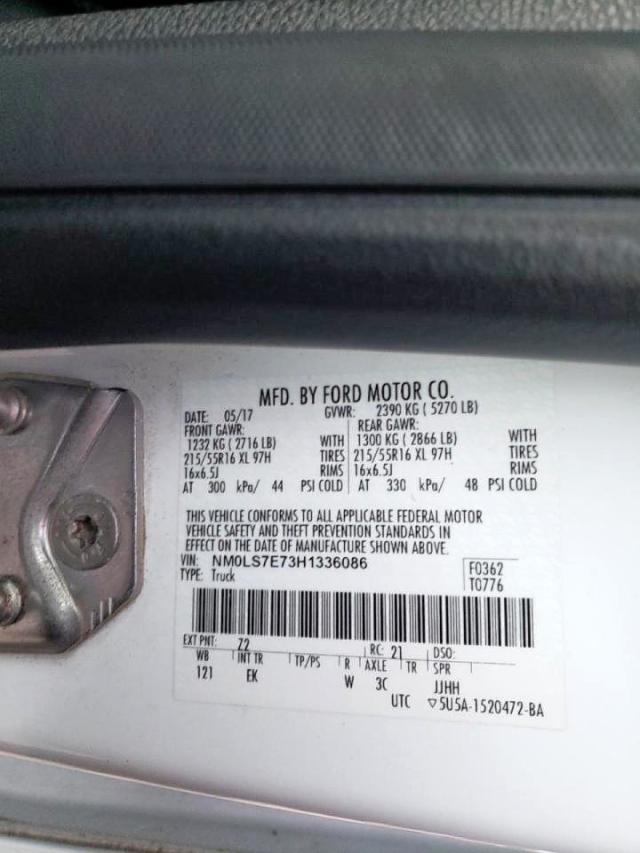 MFD. BY FORD MOTOR CO.
DATE: 05/17 GVWR: 2390 KG ( 5270 LB)
FRONT GAWR: REAR GAWR:
1232 KG ( 2716 LB) WITH 1300 KG ( 2866 LB) WITH
215/55R16 XL 97H TIRES 215/55R16 XL 97H TIRES
16x6.5J RIMS 16x6.5J RIMS
AT 300 kPa/ 44 PSI COLD AT 330 kPa/ 48 PSI COLD
THIS VEHICLE CONFORMS TO ALL APPLICABLE FEDERAL MOTOR
VEHICLE SAFETY AND THEFT PREVENTION STANDARDS IN
EFFECT ON THE DATE OF MANUFACTURE SHOWN ABOVE.
VIN: NM0LS7E73H1336086 F0362
TYPE: Truck T0776
EXT PNT: Z2 RC: 21 DSO:
WB INT TR TP/PS R AXLE TR SPR
121 EK W 3C JJHH
UTC ▽5U5A-1520472-BA